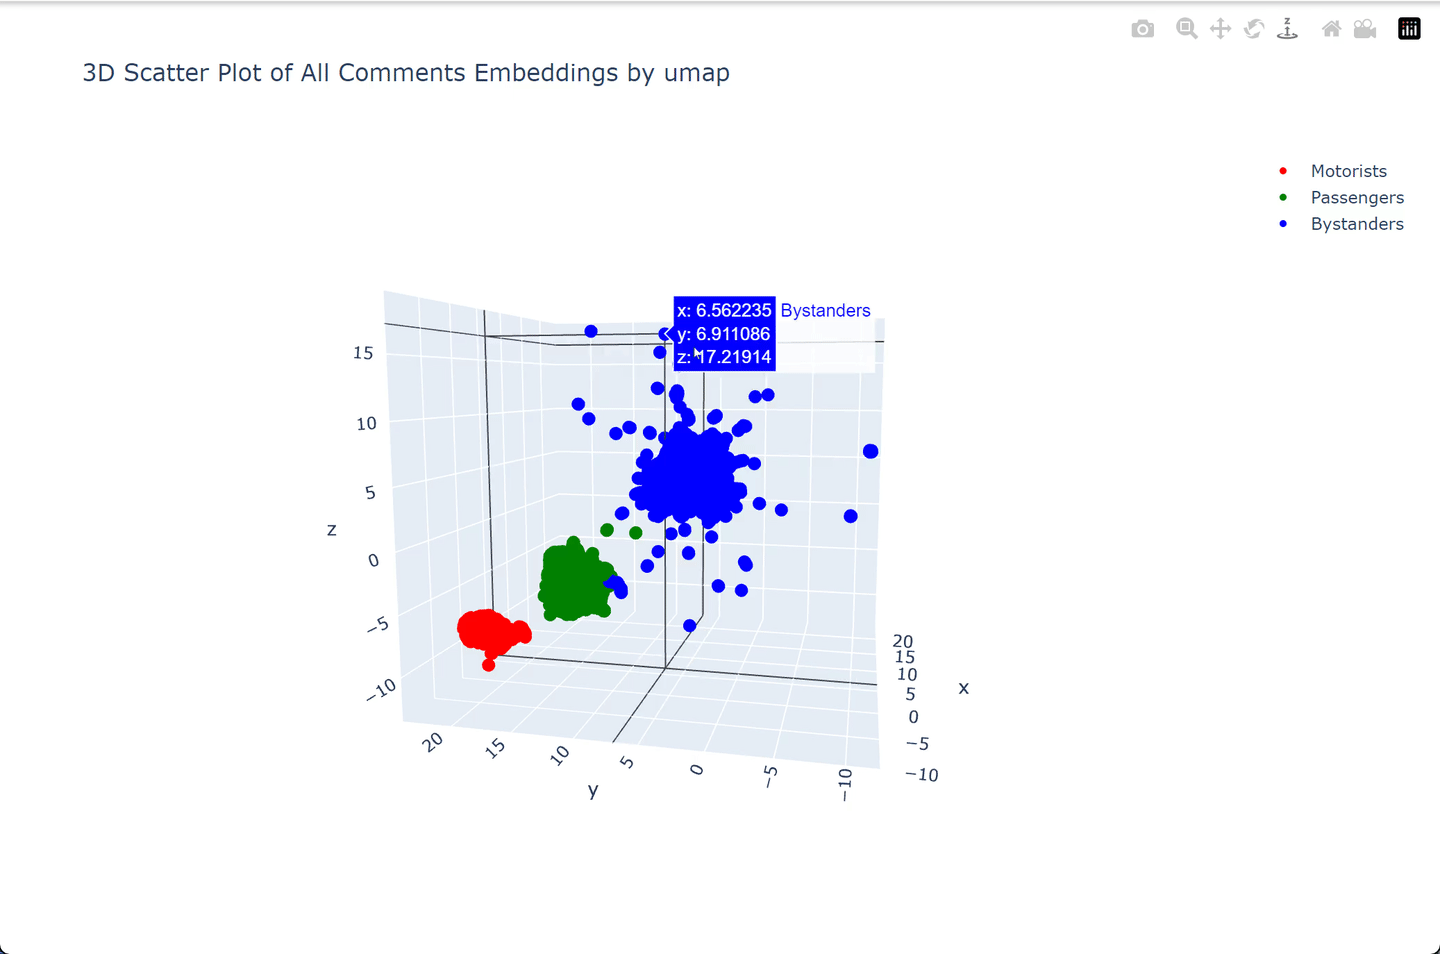 z
3D Scatter Plot of All Comments Embeddings by umap
Motorists
Passengers
Bystanders
x: 6.562235 Bystanders
y: 6.911086
z: 17.21914
15
10
5
z
0
−5
−10
20
15
10
5
0
−5
−10
y
20
15
10
5
0
−5
−10
x